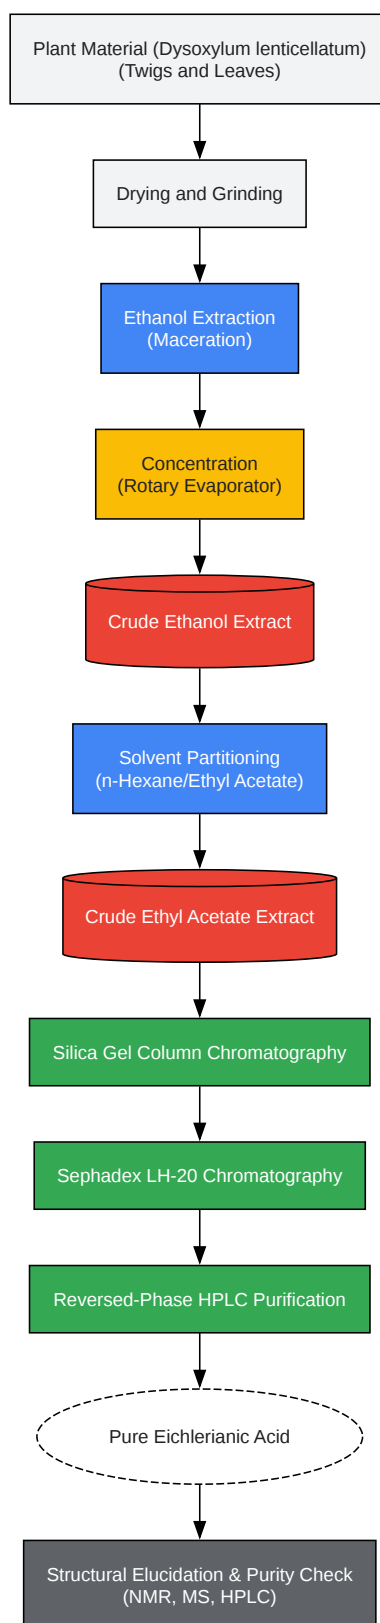 Plant Material (Dysoxylum lenticellatum)
(Twigs and Leaves)
Drying and Grinding
Ethanol Extraction
(Maceration)
Concentration
(Rotary Evaporator)
Crude Ethanol Extract
Solvent Partitioning
(n-Hexane/Ethyl Acetate)
Crude Ethyl Acetate Extract
Silica Gel Column Chromatography
Sephadex LH-20 Chromatography
Reversed-Phase HPLC Purification
Pure Eichlerianic Acid
Structural Elucidation & Purity Check
(NMR, MS, HPLC)